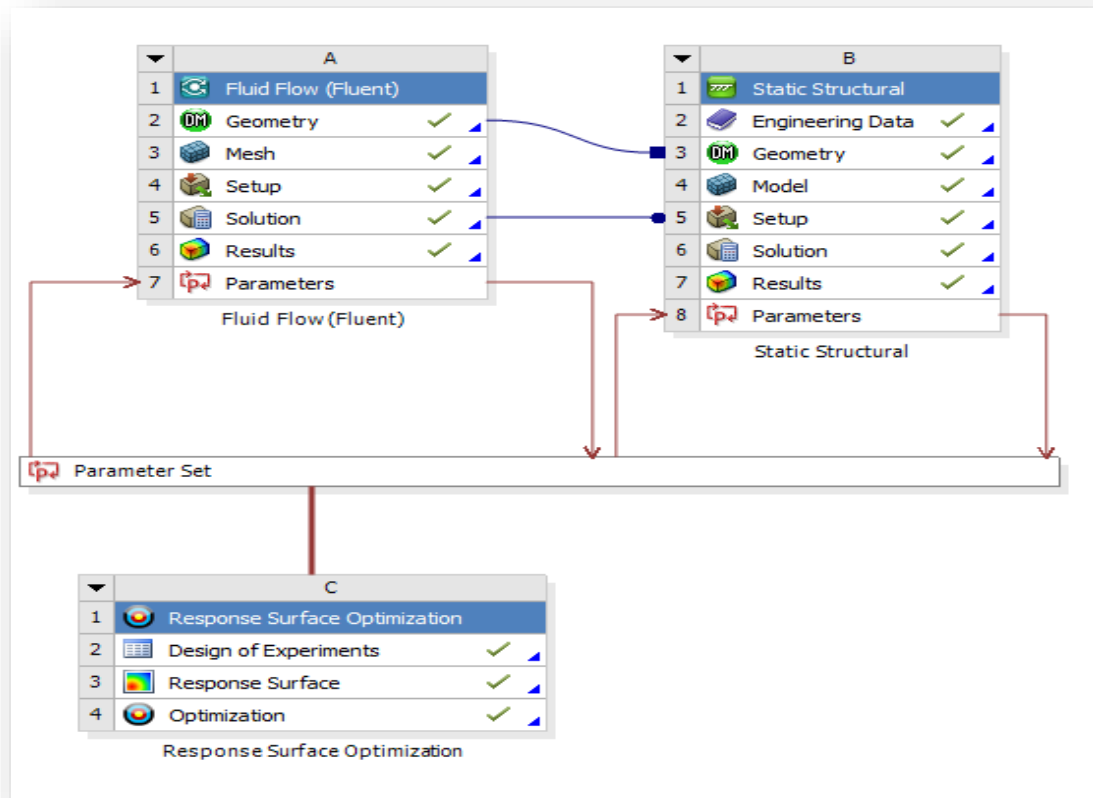 A
1 Fluid Flow (Fluent)
2 DM Geometry
3 Mesh
4 Setup
5 Solution
6 Results
7 Parameters
Fluid Flow (Fluent)
B
1 Static Structural
2 Engineering Data
3 DM Geometry
4 Model
5 Setup
6 Solution
7 Results
8 Parameters
Static Structural
Parameter Set
C
1 Response Surface Optimization
2 Design of Experiments
3 Response Surface
4 Optimization
Response Surface Optimization